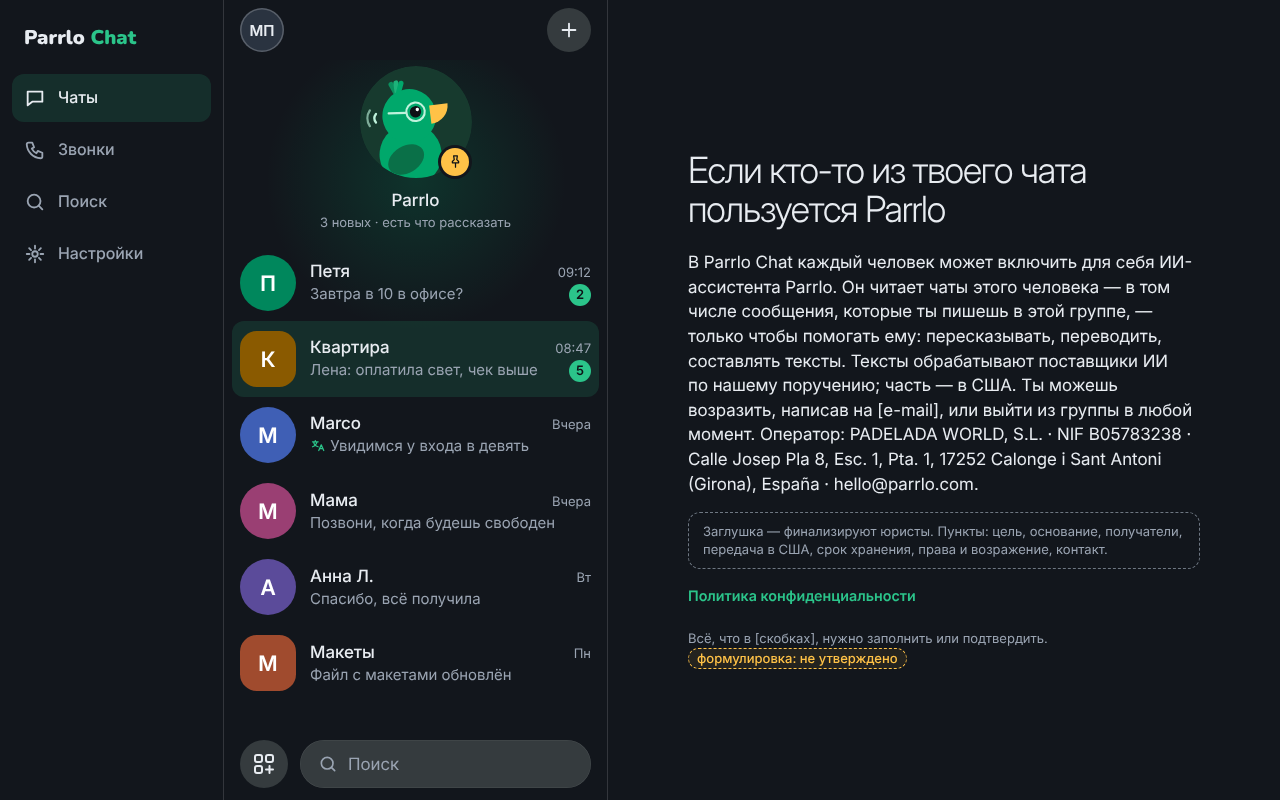 Parrlo Chat
Чаты
Звонки
Поиск
Настройки
МП
Parrlo
3 новых · есть что рассказать
П
Петя
09:12
Завтра в 10 в офисе?
2
К
Квартира
08:47
Лена: оплатила свет, чек выше
5
М
Marco
Вчера
Увидимся у входа в девять
М
Мама
Вчера
Позвони, когда будешь свободен
А
Анна Л.
Вт
Спасибо, всё получила
М
Макеты
Пн
Файл с макетами обновлён
Поиск
Если кто-то из твоего чата
пользуется Parrlo
В Parrlo Chat каждый человек может включить для себя ИИ-
ассистента Parrlo. Он читает чаты этого человека — в том
числе сообщения, которые ты пишешь в этой группе, —
только чтобы помогать ему: пересказывать, переводить,
составлять тексты. Тексты обрабатывают поставщики ИИ
по нашему поручению; часть — в США. Ты можешь
возразить, написав на [e-mail], или выйти из группы в любой
момент. Оператор: PADELADA WORLD, S.L. · NIF B05783238 ·
Calle Josep Pla 8, Esc. 1, Pta. 1, 17252 Calonge i Sant Antoni
(Girona), España · hello@parrlo.com.
Заглушка — финализируют юристы. Пункты: цель, основание, получатели,
передача в США, срок хранения, права и возражение, контакт.
Политика конфиденциальности
Всё, что в [скобках], нужно заполнить или подтвердить.
формулировка: не утверждено